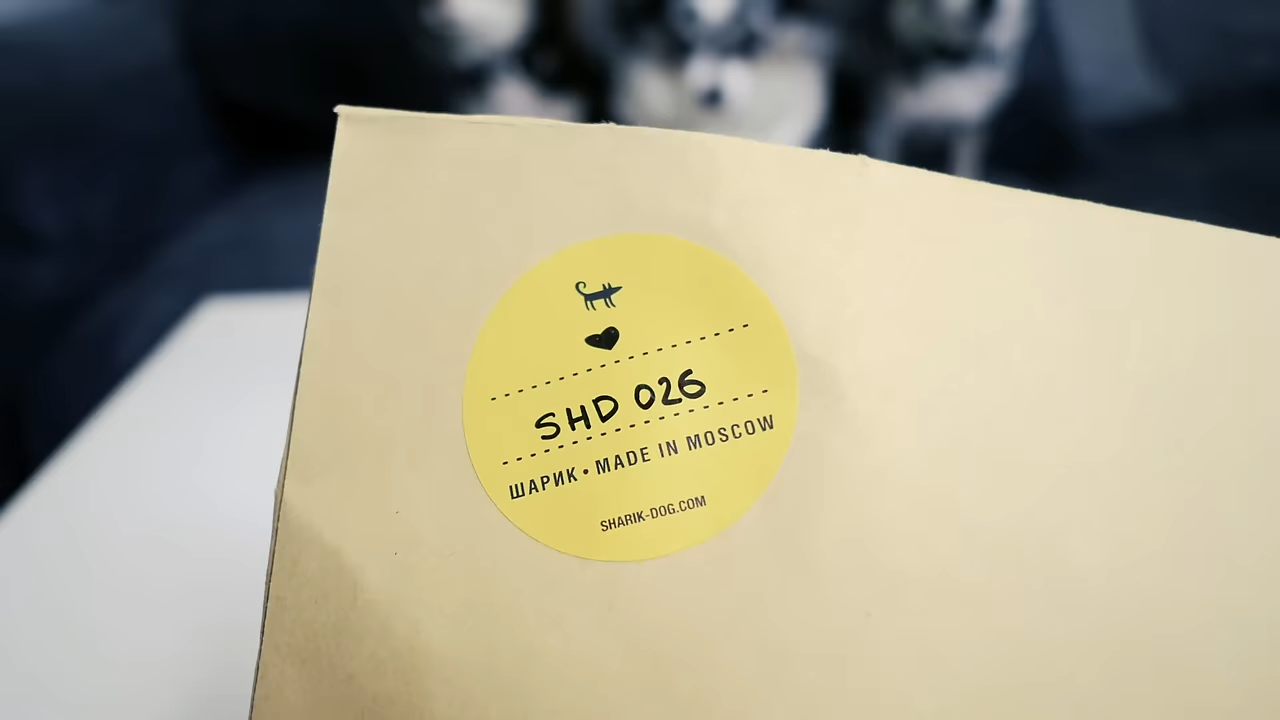 SHD 026
ШАРИК • MADE IN MOSCOW
SHARIK-DOG.COM